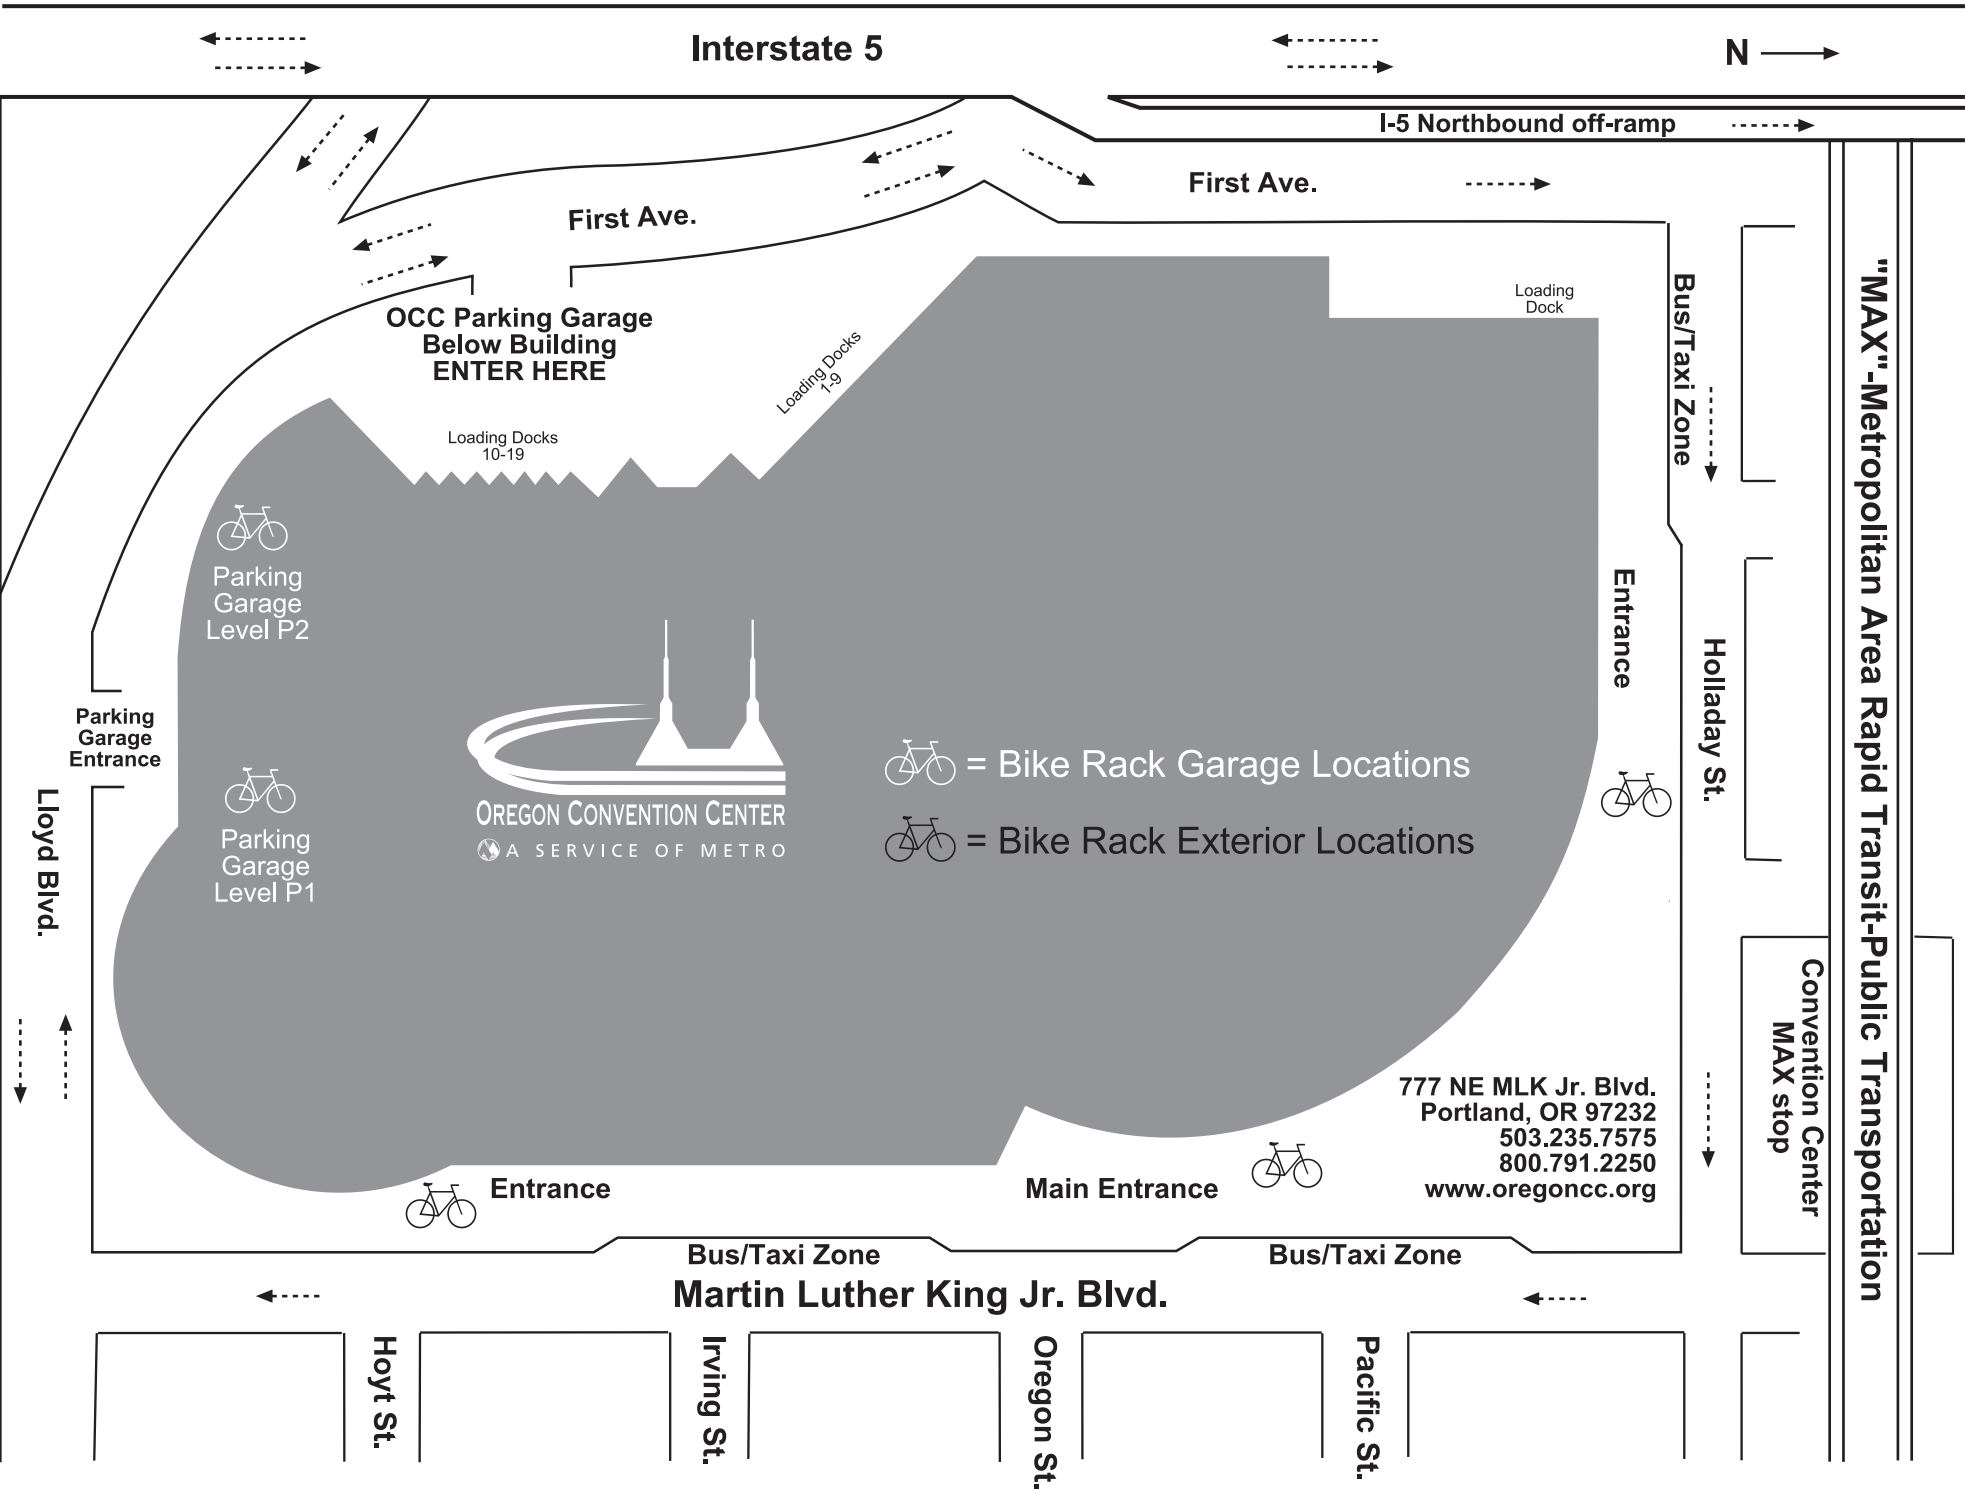 Interstate 5
N
I-5 Northbound off-ramp
First Ave.
First Ave.
OCC Parking Garage
Below Building
ENTER HERE
Loading
Dock
Loading Docks
1-9
Loading Docks
10-19
Bus/Taxi Zone
"MAX"-Metropolitan Area Rapid Transit-Public Transportation
Parking
Garage
Level P2
Entrance
Holladay St.
Parking
Garage
Entrance
Lloyd Blvd.
Parking
Garage
Level P1
OREGON CONVENTION CENTER
A SERVICE OF METRO
= Bike Rack Garage Locations
= Bike Rack Exterior Locations
Convention Center
MAX stop
777 NE MLK Jr. Blvd.
Portland, OR 97232
503.235.7575
800.791.2250
www.oregoncc.org
Entrance
Main Entrance
Bus/Taxi Zone
Bus/Taxi Zone
Martin Luther King Jr. Blvd.
Hoyt St.
Irving St.
Oregon St.
Pacific St.